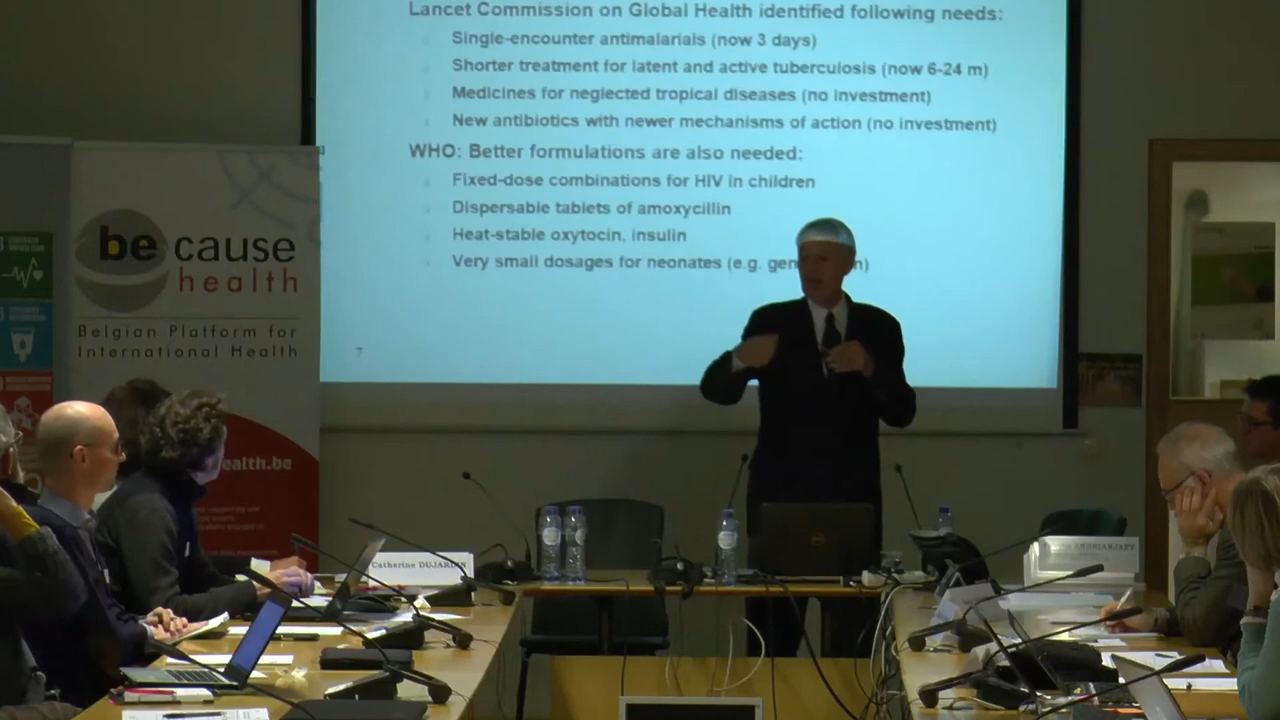 Lancet Commission on Global Health identified following needs:
Single-encounter antimalarials (now 3 days)
Shorter treatment for latent and active tuberculosis (now 6-24 m)
Medicines for neglected tropical diseases (no investment)
New antibiotics with newer mechanisms of action (no investment)
WHO: Better formulations are also needed:
Fixed-dose combinations for HIV in children
Dispersable tablets of amoxycillin
Heat-stable oxytocin, insulin
Very small dosages for neonates (e.g.
7
be cause
health
Belgian Platform for
International Health
ealth.be
Catherine DUJARDIN